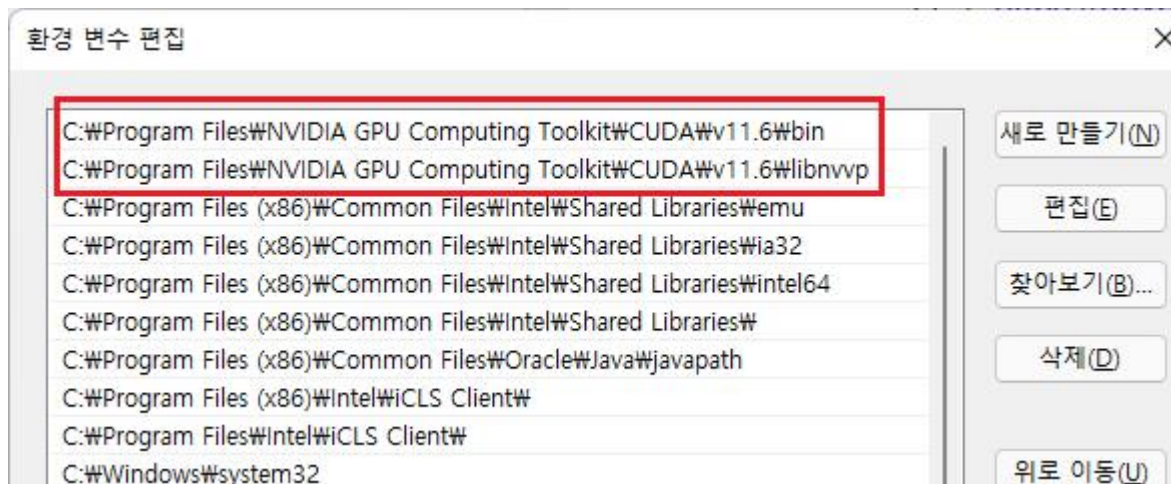 환경 변수 편집
C:₩Program Files₩NVIDIA GPU Computing Toolkit₩CUDA₩v11.6₩bin
C:₩Program Files₩NVIDIA GPU Computing Toolkit₩CUDA₩v11.6₩libnvvp
C:₩Program Files (x86)₩Common Files₩Intel₩Shared Libraries₩emu
C:₩Program Files (x86)₩Common Files₩Intel₩Shared Libraries₩ia32
C:₩Program Files (x86)₩Common Files₩Intel₩Shared Libraries₩intel64
C:₩Program Files (x86)₩Common Files₩Intel₩Shared Libraries₩
C:₩Program Files (x86)₩Common Files₩Oracle₩Java₩javapath
C:₩Program Files (x86)₩Intel₩iCLS Client₩
C:₩Program Files₩Intel₩iCLS Client₩
C:₩Windows₩system32
새로 만들기(N)
편집(E)
찾아보기(B)...
삭제(D)
위로 이동(U)